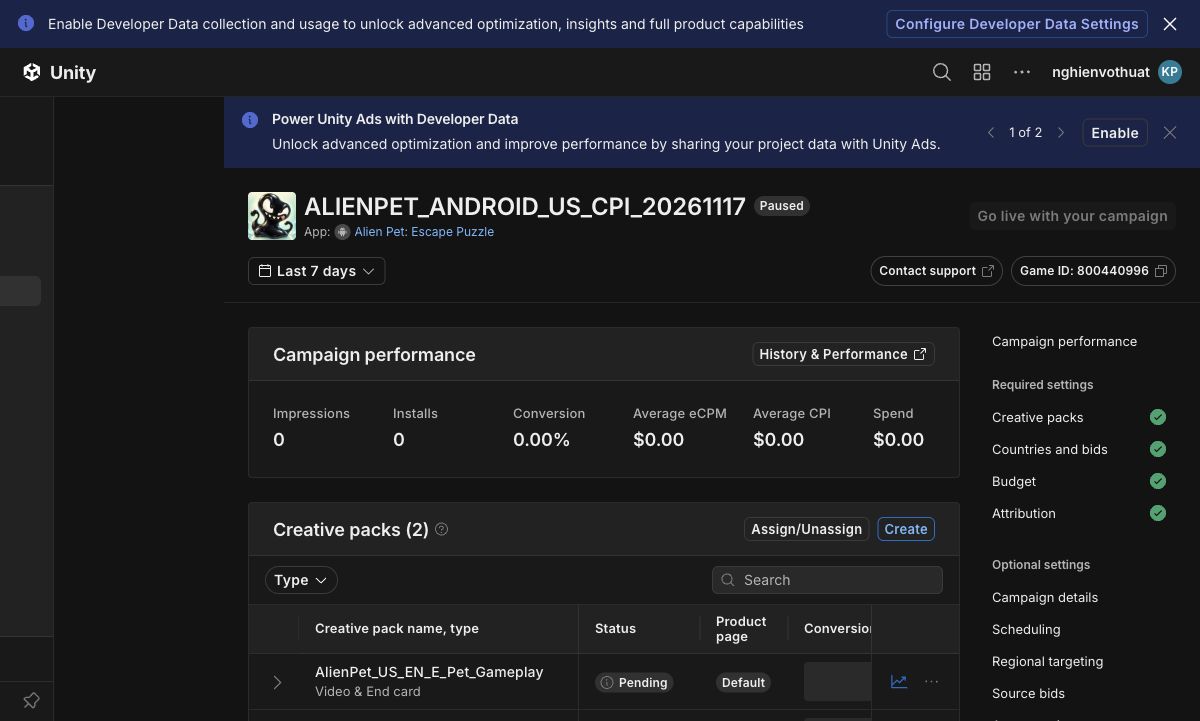 Enable Developer Data collection and usage to unlock advanced optimization, insights and full product capabilities
Configure Developer Data Settings
Unity
nghienvothuat
KP
Power Unity Ads with Developer Data
Unlock advanced optimization and improve performance by sharing your project data with Unity Ads.
1 of 2
Enable
ALIENPET_ANDROID_US_CPI_20261117
Paused
App: Alien Pet: Escape Puzzle
Go live with your campaign
Last 7 days
Contact support
Game ID: 800440996
Campaign performance
History & Performance
Impressions Installs Conversion Average eCPM Average CPI Spend
0 0 0.00% $0.00 $0.00 $0.00
Creative packs (2)
Assign/Unassign
Create
Type
Search
Creative pack name, type
Status
Product
page
Conversion
AlienPet_US_EN_E_Pet_Gameplay
Video & End card
Pending
Default
Campaign performance
Required settings
Creative packs
Countries and bids
Budget
Attribution
Optional settings
Campaign details
Scheduling
Regional targeting
Source bids